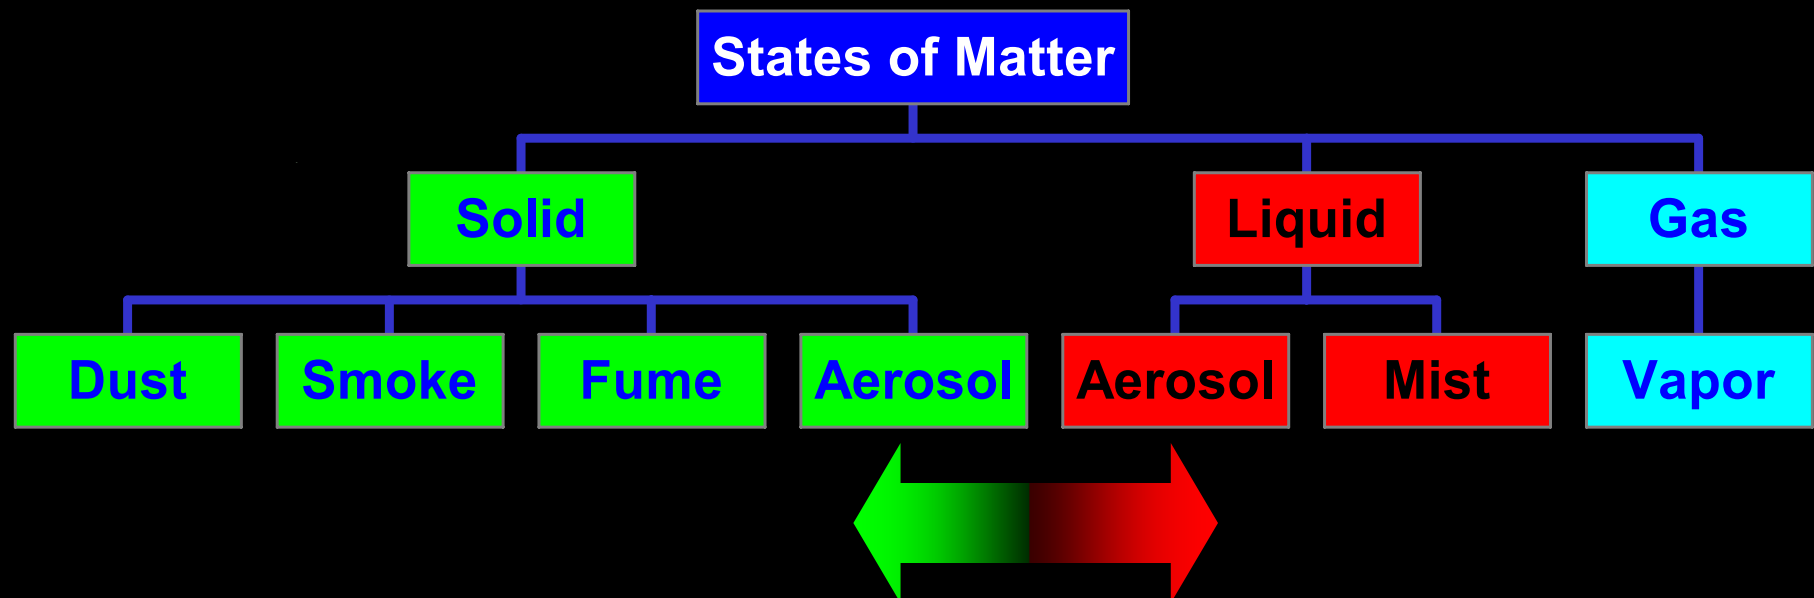 States of Matter
Solid
Liquid
Gas
Dust
Smoke
Fume
Aerosol
Aerosol
Mist
Vapor